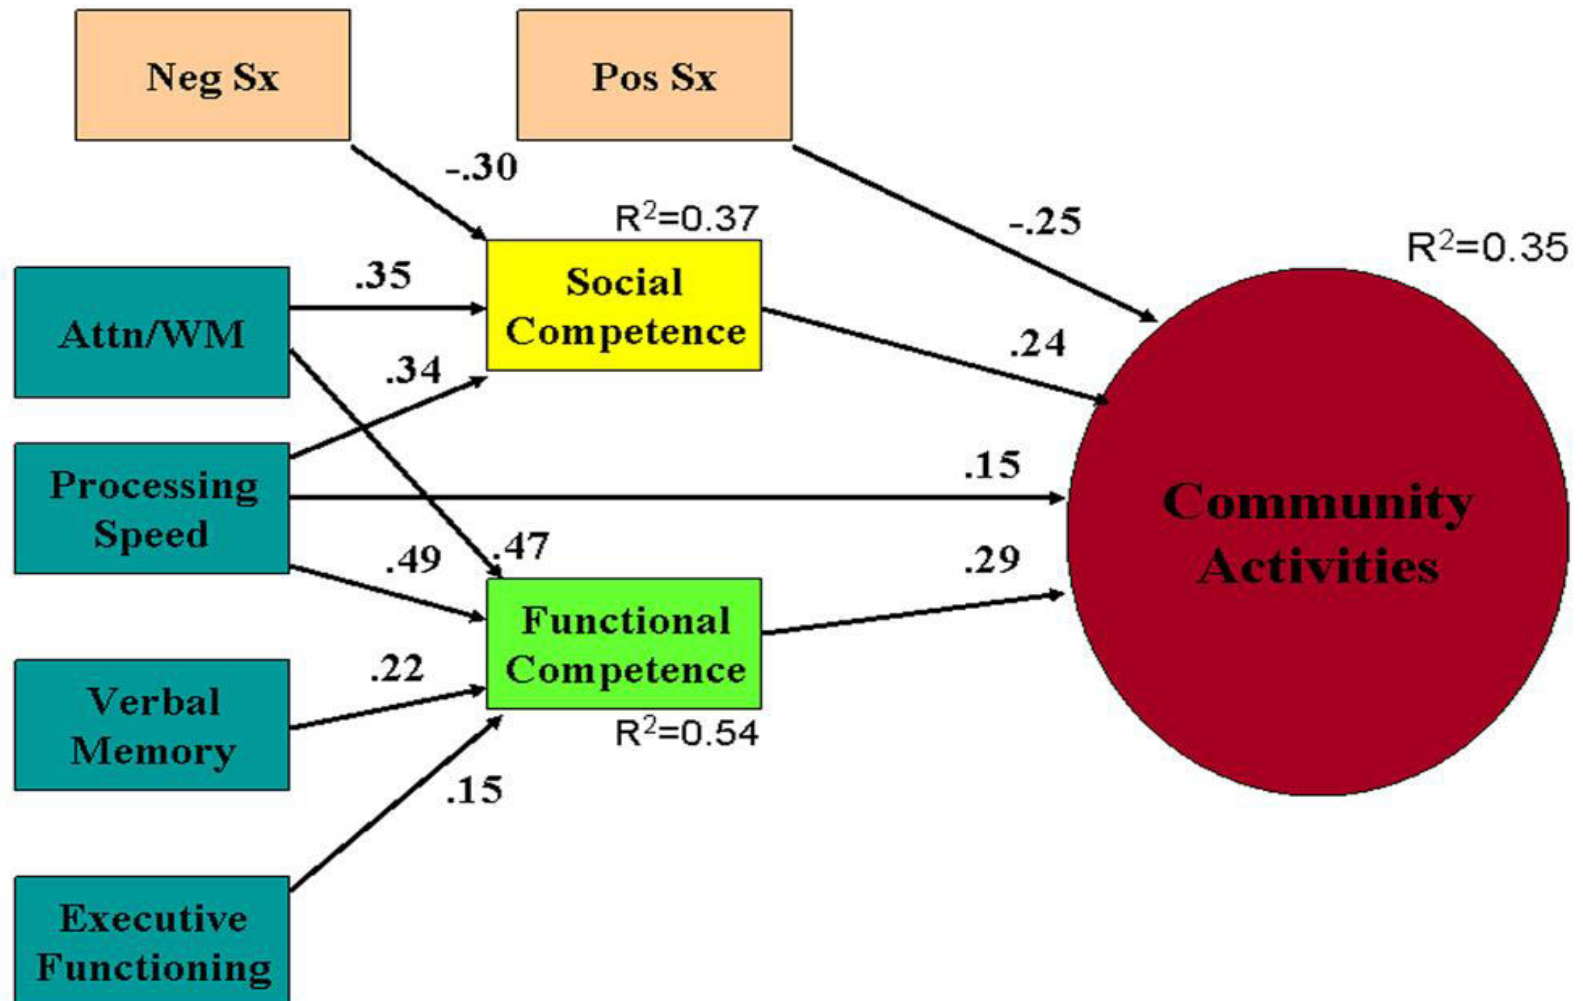 Neg Sx
Pos Sx
-.30
R²=0.37
-.25
R²=0.35
Attn/WM
.35
Social
Competence
.34
.24
Processing
Speed
.15
.49
.47
.29
Functional
Competence
Community
Activities
Verbal
Memory
.22
R²=0.54
.15
Executive
Functioning